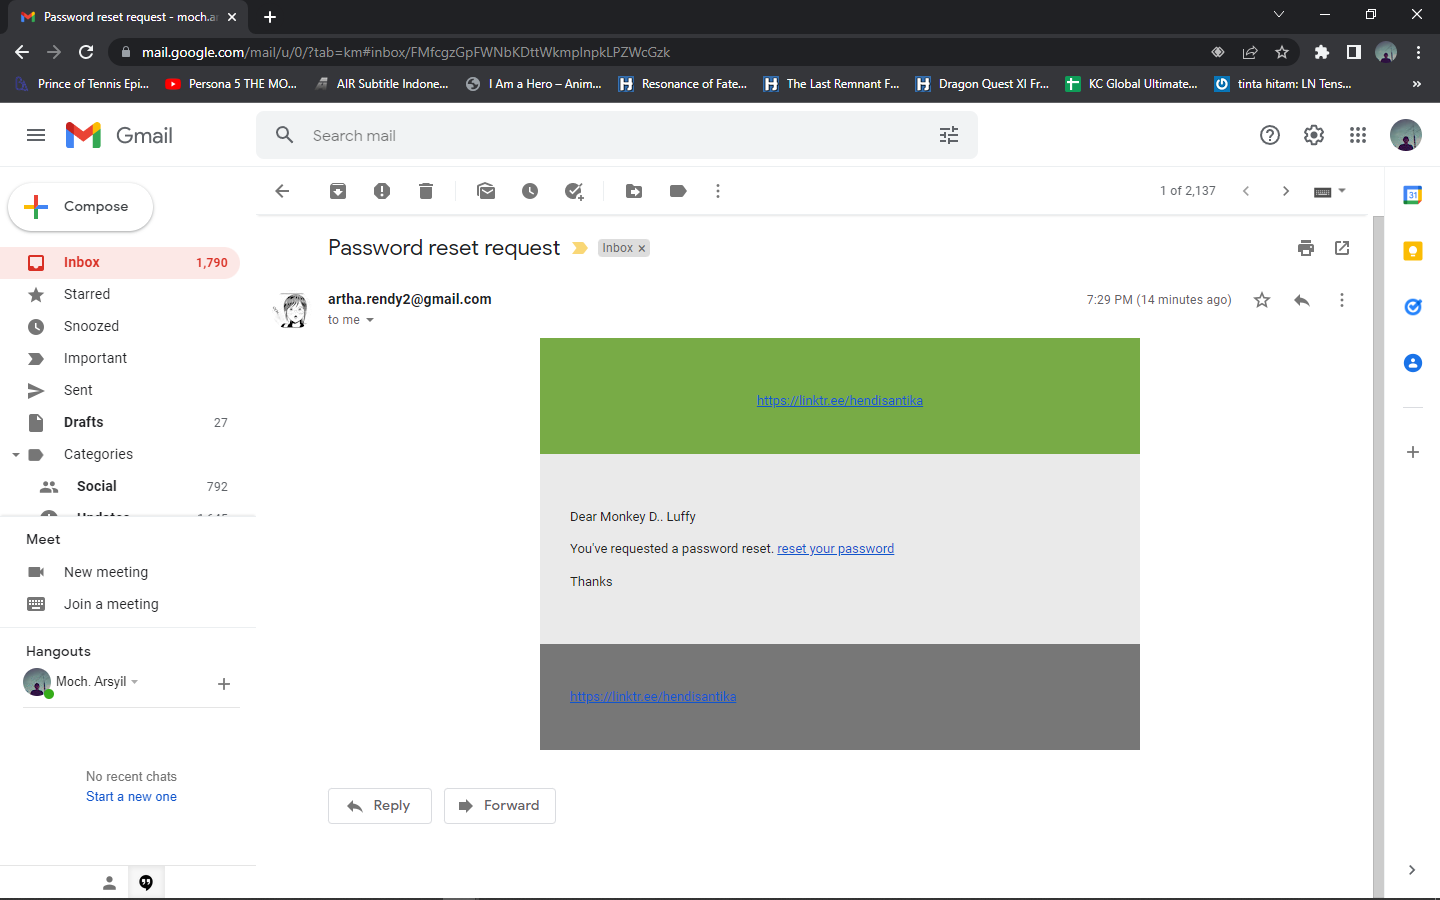 Password reset request - moch.ar
mail.google.com/mail/u/0/?tab=km#inbox/FMfcgzGpFWNbKDttWkmplnpkLPZWcGzk
Prince of Tennis Epi...
Persona 5 THE MO...
AIR Subtitle Indone...
I Am a Hero – Anim...
Resonance of Fate...
The Last Remnant F...
Dragon Quest XI Fr...
KC Global Ultimate...
tinta hitam: LN Tens...
Gmail
Search mail
Compose
1 of 2,137
31
Inbox 1,790
Starred
Snoozed
Important
Sent
Drafts 27
Categories
Social 792
Updates 1,645
Meet
New meeting
Join a meeting
Hangouts
Moch. Arsyil
No recent chats
Start a new one
Password reset request
Inbox
artha.rendy2@gmail.com
7:29 PM (14 minutes ago)
to me
https://linktr.ee/hendisantika
Dear Monkey D.. Luffy
You've requested a password reset. reset your password
Thanks
https://linktr.ee/hendisantika
Reply
Forward